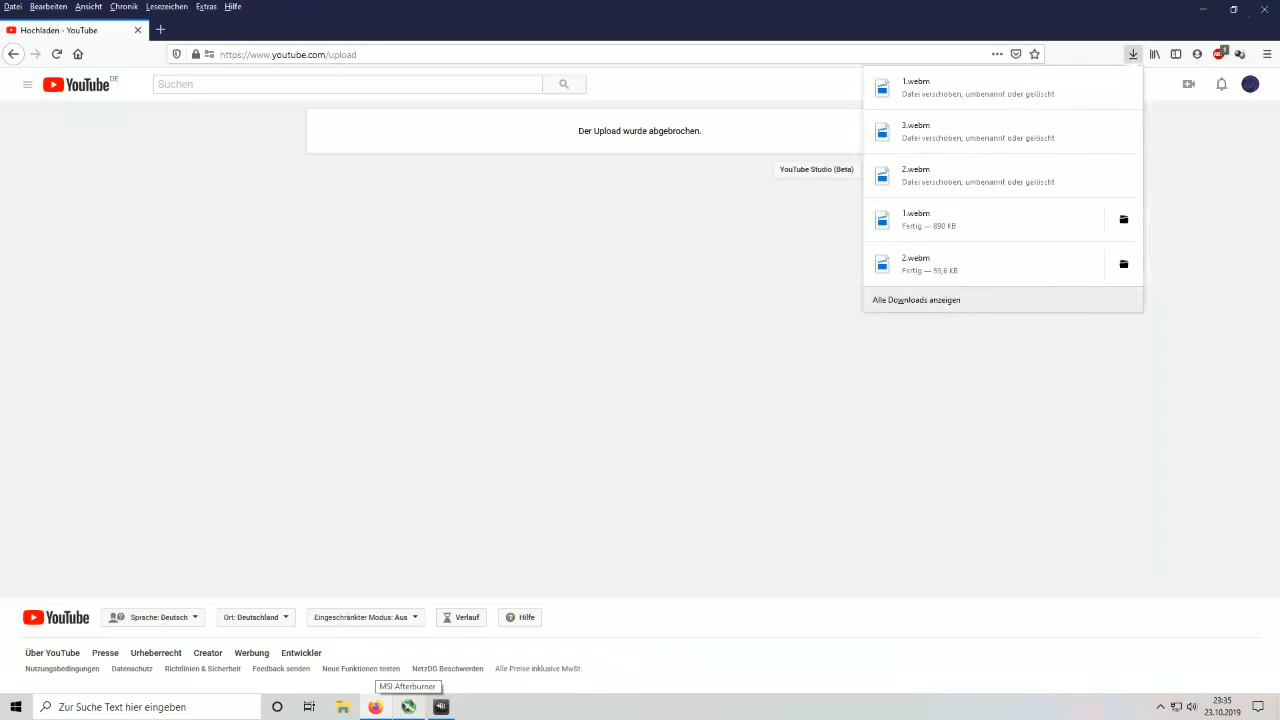 Datei Bearbeiten Ansicht Chronik Lesezeichen Extras Hilfe
Hochladen - YouTube
https://www.youtube.com/upload
YouTube DE
Suchen
1.webm
Datei verschoben, umbenannt oder gelöscht
3.webm
Datei verschoben, umbenannt oder gelöscht
2.webm
Datei verschoben, umbenannt oder gelöscht
1.webm
Fertig — 890 KB
2.webm
Fertig — 59,6 KB
Alle Downloads anzeigen
Der Upload wurde abgebrochen.
YouTube Studio (Beta)
YouTube Sprache: Deutsch Ort: Deutschland Eingeschränkter Modus: Aus Verlauf Hilfe
Über YouTube Presse Urheberrecht Creator Werbung Entwickler
Nutzungsbedingungen Datenschutz Richtlinien & Sicherheit Feedback senden Neue Funktionen testen NetzDG Beschwerden Alle Preise inklusive MwSt.
MSI Afterburner
Zur Suche Text hier eingeben
23:35
23.10.2019